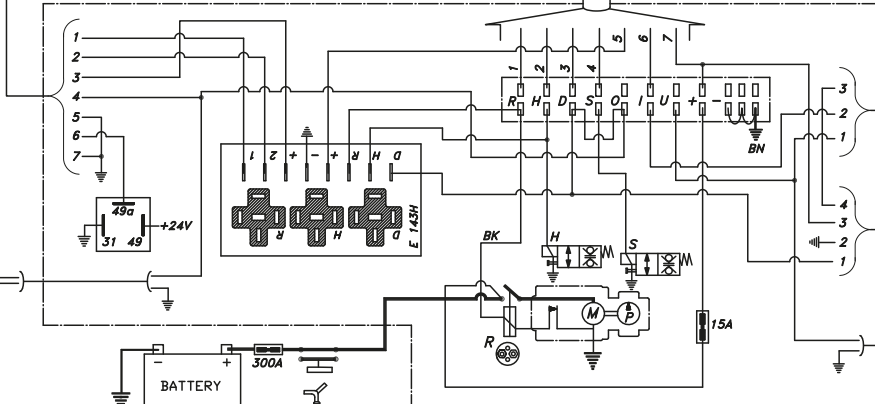 1
2
3
4
5
6
7
49a
31 49
+24V
1 2 + - + R H D
R H D
E 143H
1 2 3 4 5 6 7
R H D S O I U + -
BN
3
2
1
4
3
2
1
BK
H
S
M
P
R
15A
300A
- +
BATTERY